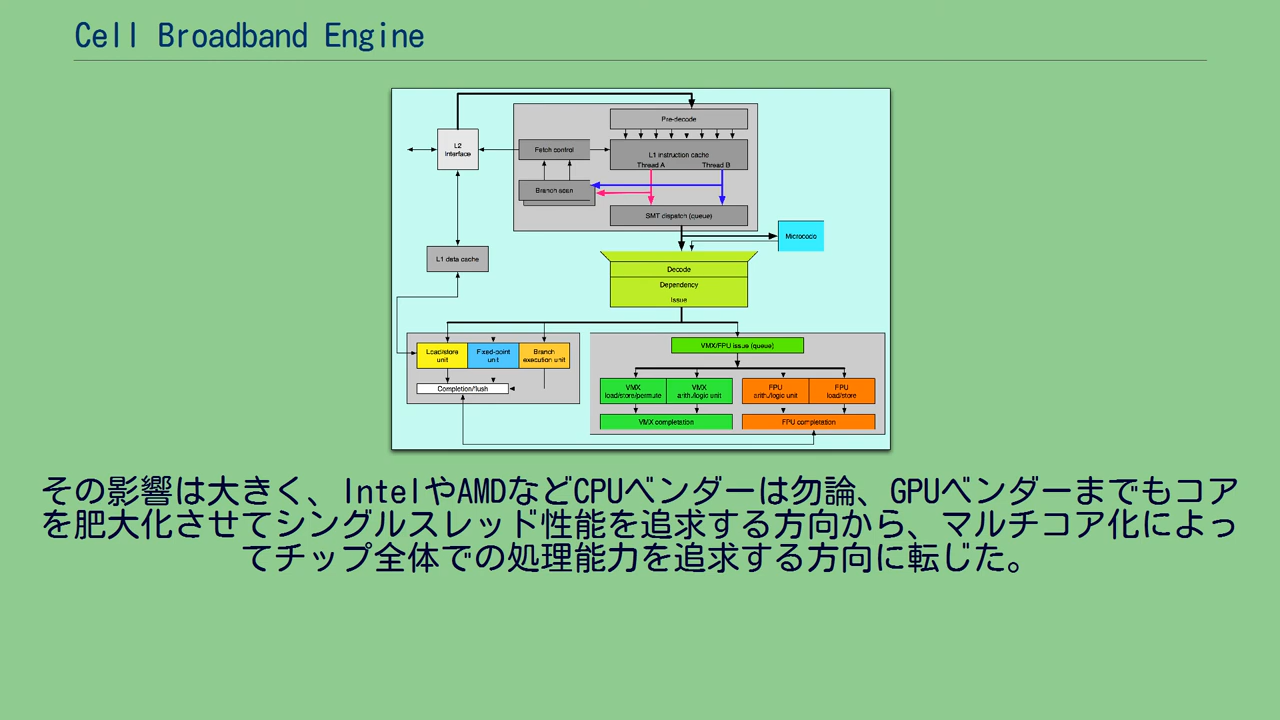 Cell Broadband Engine
Pre-decode
L2
Interface
Fetch control
L1 instruction cache
Thread A
Thread B
Branch scan
SMT dispatch (queue)
Microcode
L1 data cache
Decode
Dependency
Issue
VMX/FPU issue (queue)
Load/store
unit
Fixed-point
unit
Branch
execution unit
Completion/flush
VMX
load/store/permute
VMX
arith./logic unit
FPU
arith./logic unit
FPU
load/store
VMX completion
FPU completion
その影響は大きく、IntelやAMDなどCPUベンダーは勿論、GPUベンダーまでもコア
を肥大化させてシングルスレッド性能を追求する方向から、マルチコア化によっ
てチップ全体での処理能力を追求する方向に転じた。